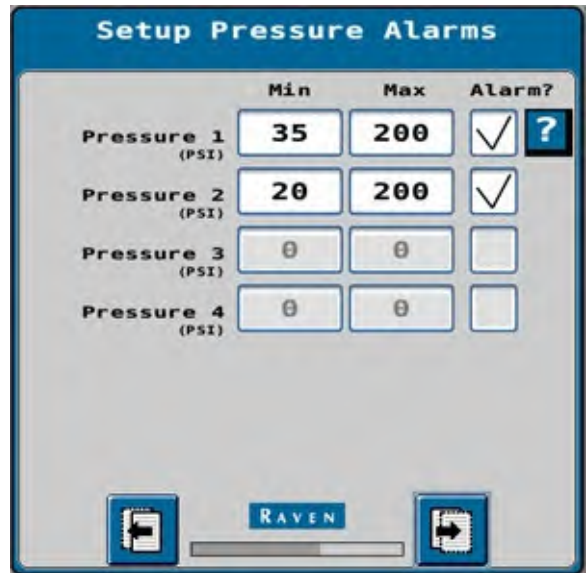 Setup Pressure Alarms
Min Max Alarm?
Pressure 1 35 200 ?
(PSI)
Pressure 2 20 200
(PSI)
Pressure 3 0 0
(PSI)
Pressure 4 0 0
(PSI)
RAVEN